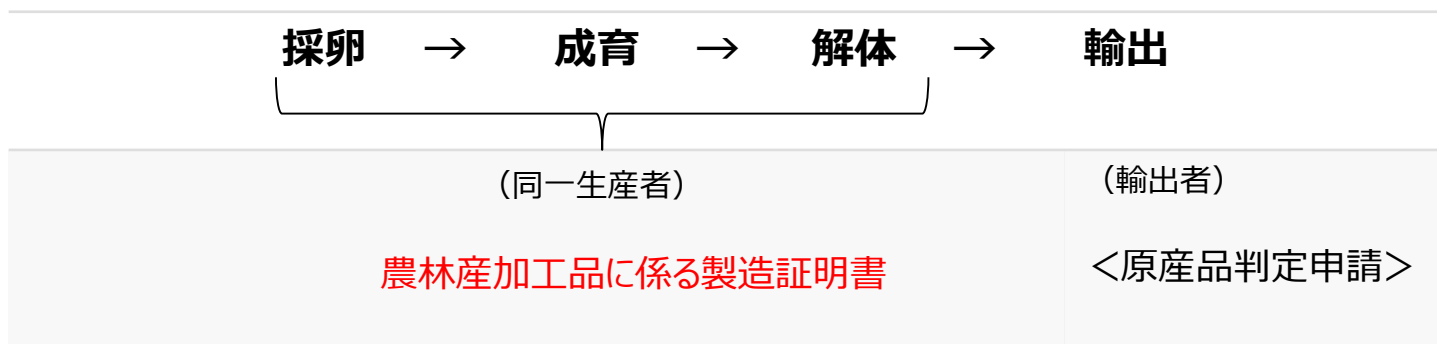 採卵 → 成育 → 解体 → 輸出
（同一生産者） （輸出者）
農林産加工品に係る製造証明書 ＜原産品判定申請＞